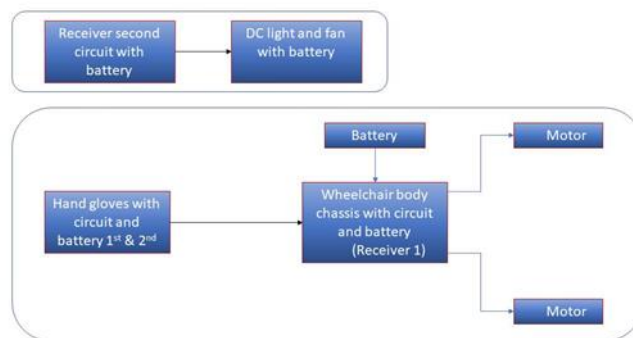 Receiver second
circuit with
battery
DC light and fan
with battery
Battery
Motor
Hand gloves with
circuit and
battery 1st & 2nd
Wheelchair body
chassis with circuit
and battery
(Receiver 1)
Motor